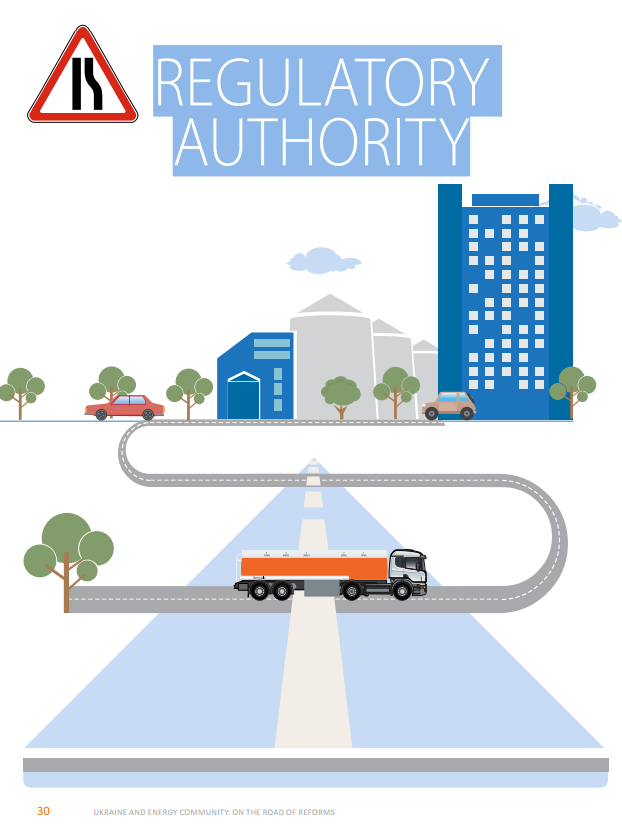 REGULATORY
AUTHORITY
30 UKRAINE AND ENERGY COMMUNITY: ON THE ROAD OF REFORMS